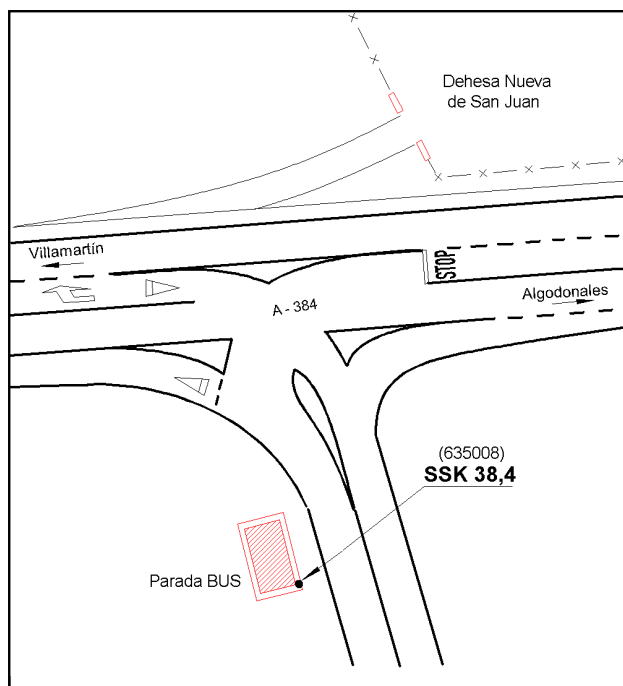 Dehesa Nueva
de San Juan
Villamartín
STOP
Algodonales
A - 384
(635008)
SSK 38,4
Parada BUS